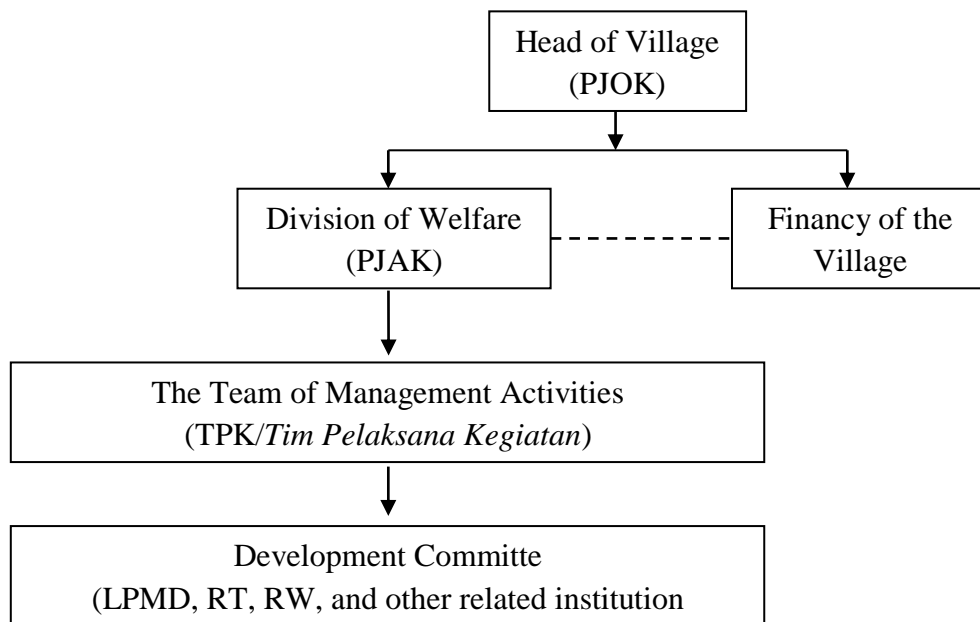 Head of Village
(PJOK)
Division of Welfare
(PJAK)
Financy of the
Village
The Team of Management Activities
(TPK/Tim Pelaksana Kegiatan)
Development Committe
(LPMD, RT, RW, and other related institution